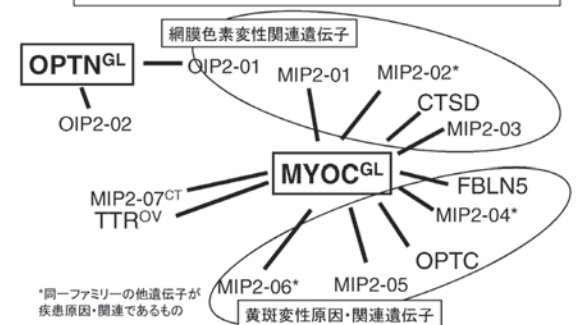 網膜色素変性関連遺伝子
OPTNGL
OIP2-01
MIP2-01
MIP2-02*
OIP2-02
CTSD
MIP2-03
MYOCGL
MIP2-07CT
TTROV
FBLN5
MIP2-04*
OPTC
MIP2-06*
MIP2-05
*同一ファミリーの他遺伝子が
疾患原因・関連であるもの
黄斑変性原因・関連遺伝子